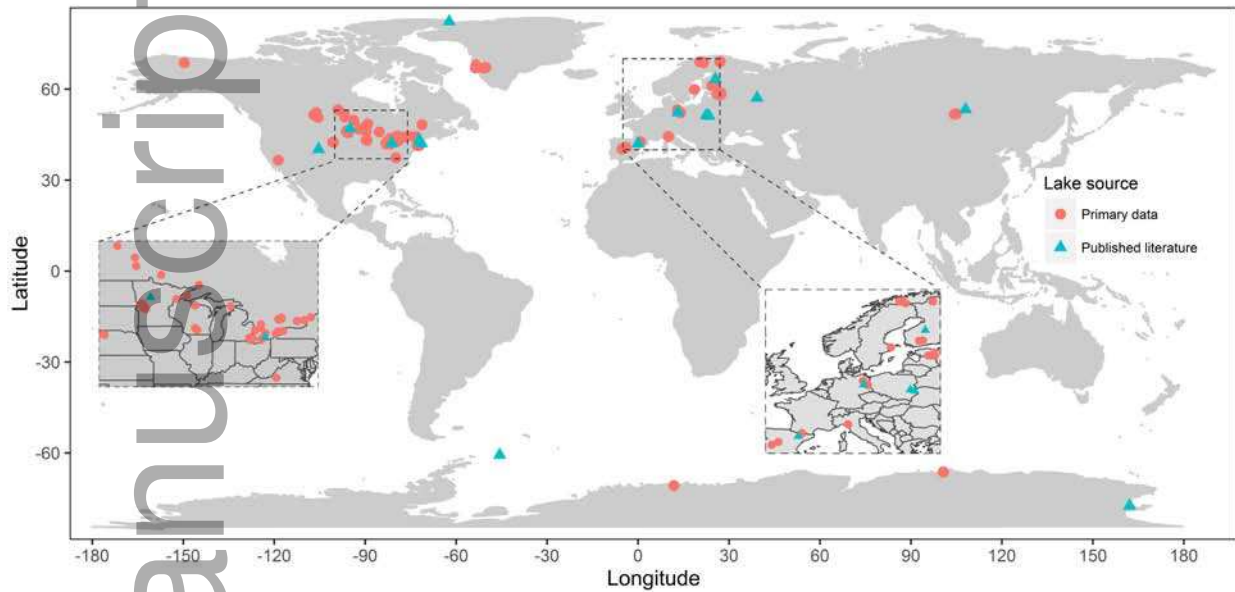 anuscrip
Latitude
60
30
0
-30
-60
Lake source
Primary data
Published literature
-180 -150 -120 -90 -60 -30 0 30 60 90 120 150 180
Longitude